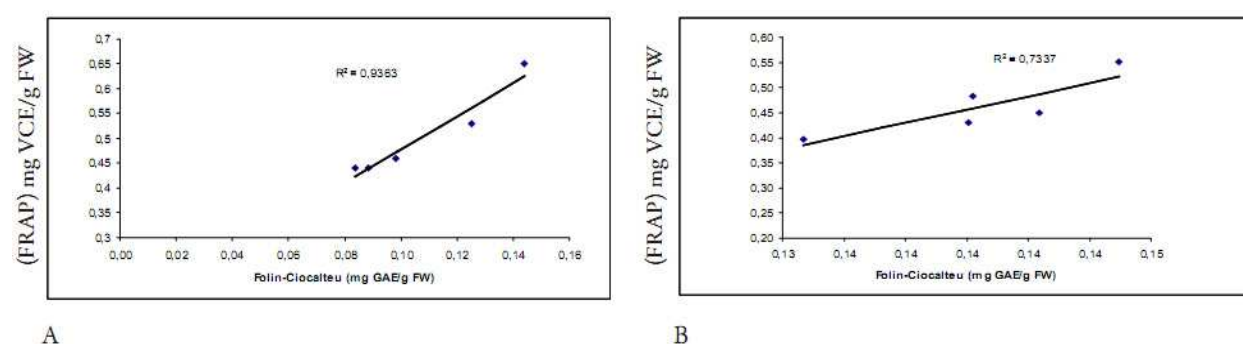 (FRAP) mg VCE/g FW
0,7
0,65
0,6
0,55
0,5
0,45
0,4
0,35
0,3
R² = 0,9363
0,00 0,02 0,04 0,06 0,08 0,10 0,12 0,14 0,16
Folin-Ciocalteu (mg GAE/g FW)
A
(FRAP) mg VCE/g FW
0,60
0,55
0,50
0,45
0,40
0,35
0,30
0,25
0,20
R² = 0,7337
0,13 0,14 0,14 0,14 0,14 0,14 0,15
Folin-Ciocalteu (mg GAE/g FW)
B